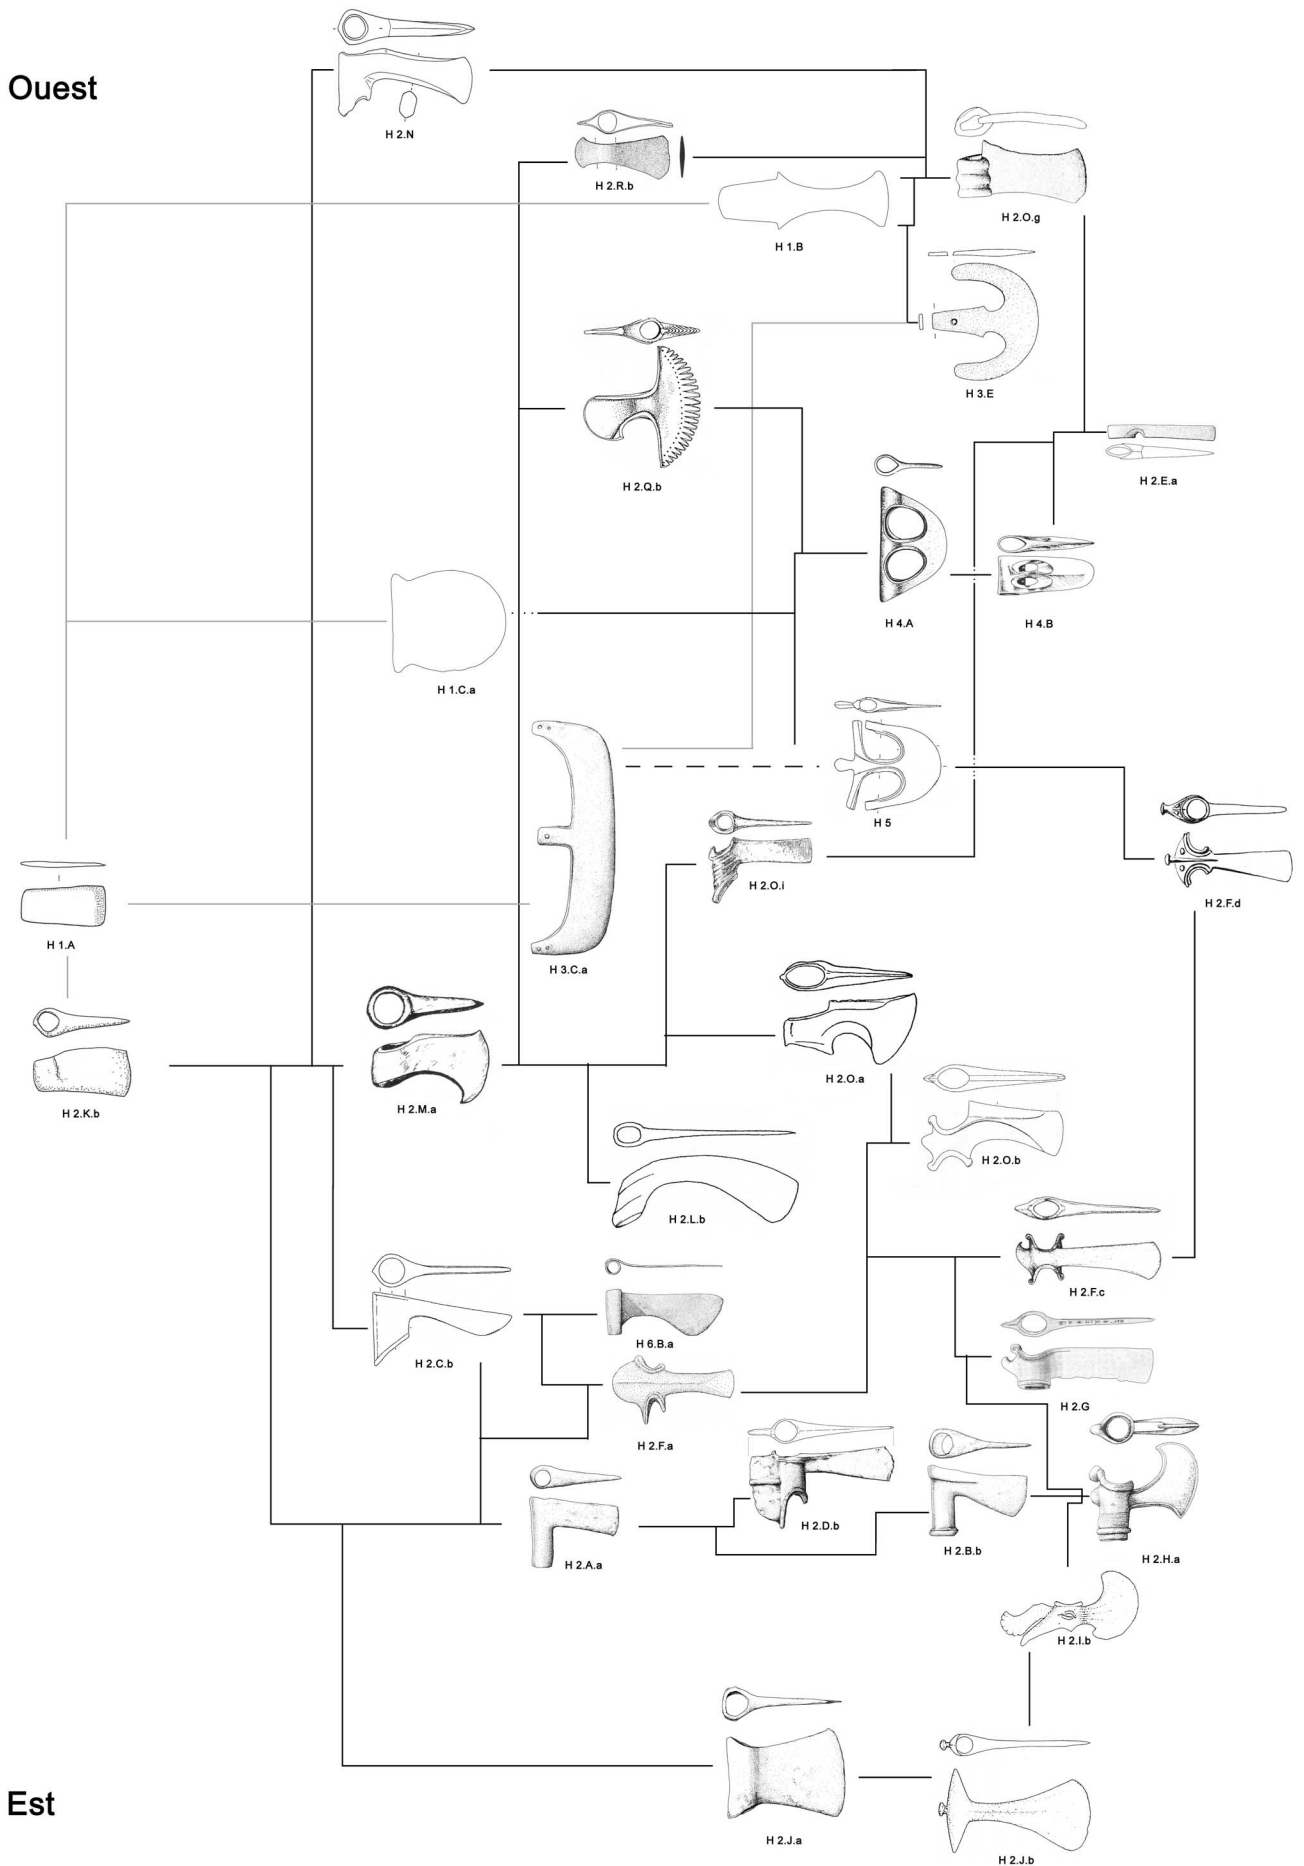 Ouest
H 2.N
H 2.R.b
H 2.O.g
H 1.B
H 3.E
H 2.Q.b
H 2.E.a
H 4.A
H 4.B
H 1.C.a
H 5
H 2.O.i
H 2.F.d
H 1.A
H 3.C.a
H 2.K.b
H 2.M.a
H 2.O.a
H 2.O.b
H 2.L.b
H 2.F.c
H 2.C.b
H 6.B.a
H 2.G
H 2.F.a
H 2.D.b
H 2.B.b
H 2.A.a
H 2.H.a
H 2.I.b
Est
H 2.J.a
H 2.J.b